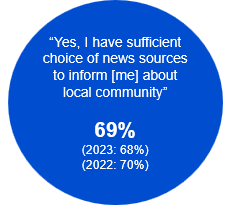 “Yes, I have sufficient
choice of news sources
to inform [me] about
local community”
69%
(2023: 68%)
(2022: 70%)